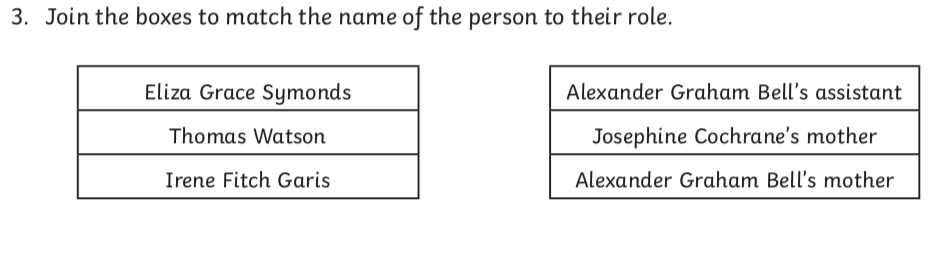 3. Join the boxes to match the name of the person to their role.
Eliza Grace Symonds
Alexander Graham Bell's assistant
Thomas Watson
Josephine Cochrane's mother
Irene Fitch Garis
Alexander Graham Bell's mother